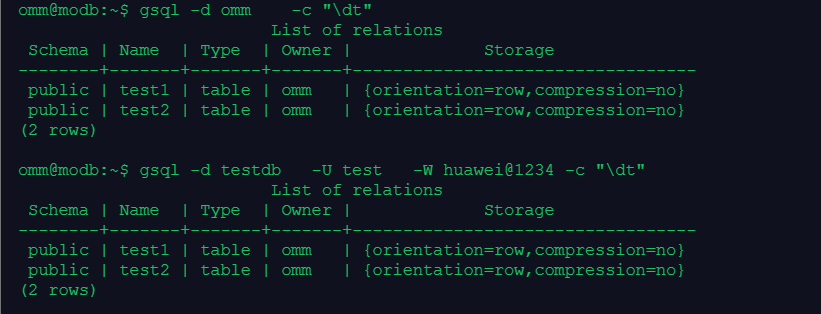 omm@modb:~$ gsql -d omm    -c "\dt"
                         List of relations
 Schema | Name  | Type  | Owner |             Storage
--------+-------+-------+-------+----------------------------------
 public | test1 | table | omm   | {orientation=row,compression=no}
 public | test2 | table | omm   | {orientation=row,compression=no}
(2 rows)

omm@modb:~$ gsql -d testdb   -U test   -W huawei@1234 -c "\dt"
                         List of relations
 Schema | Name  | Type  | Owner |             Storage
--------+-------+-------+-------+----------------------------------
 public | test1 | table | omm   | {orientation=row,compression=no}
 public | test2 | table | omm   | {orientation=row,compression=no}
(2 rows)